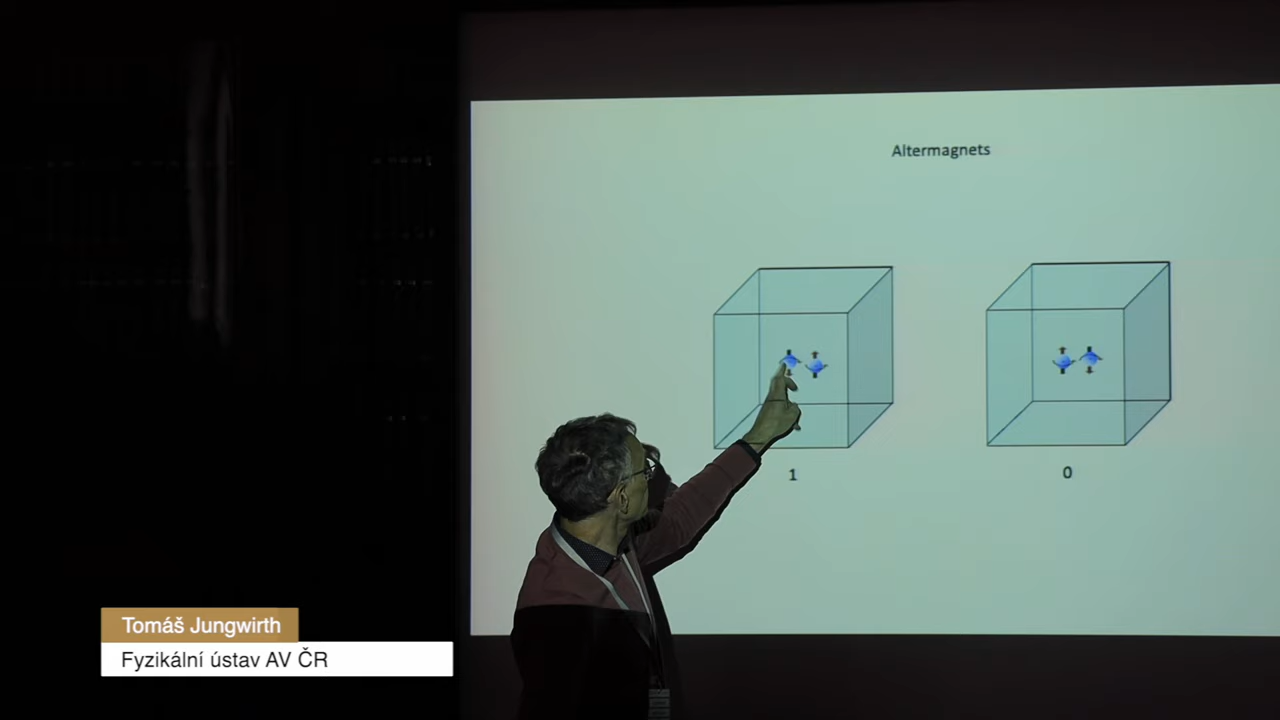 Altermagnets
1
0
Tomáš Jungwirth
Fyzikální ústav AV ČR